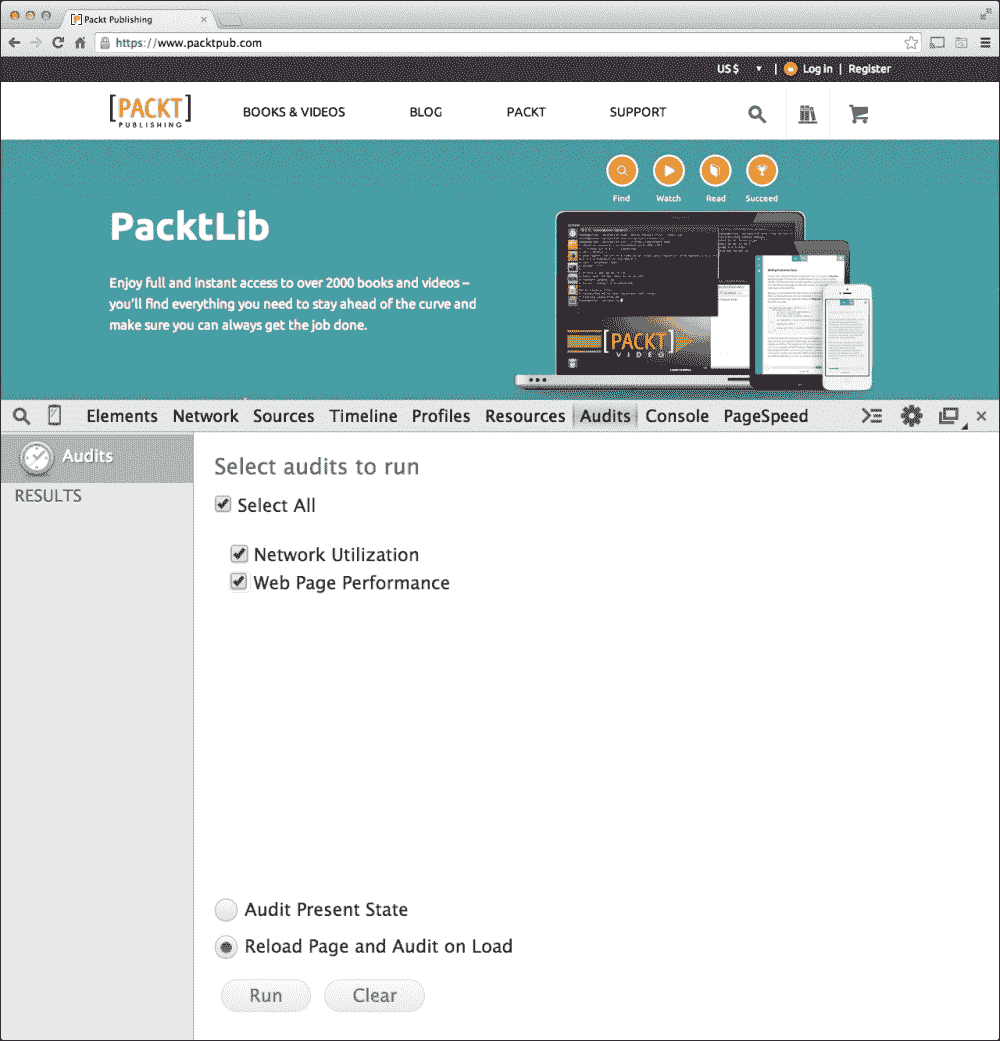 Packt Publishing
https://www.packtpub.com
US $ | Log in | Register
[PACKT]
PUBLISHING
BOOKS & VIDEOS BLOG PACKT SUPPORT
Find Watch Read Succeed
PacktLib
Enjoy full and instant access to over 2000 books and videos –
you'll find everything you need to stay ahead of the curve and
make sure you can always get the job done.
[PACKT]
VIDEO
Elements Network Sources Timeline Profiles Resources Audits Console PageSpeed
Audits
RESULTS
Select audits to run
Select All
Network Utilization
Web Page Performance
Audit Present State
Reload Page and Audit on Load
Run Clear